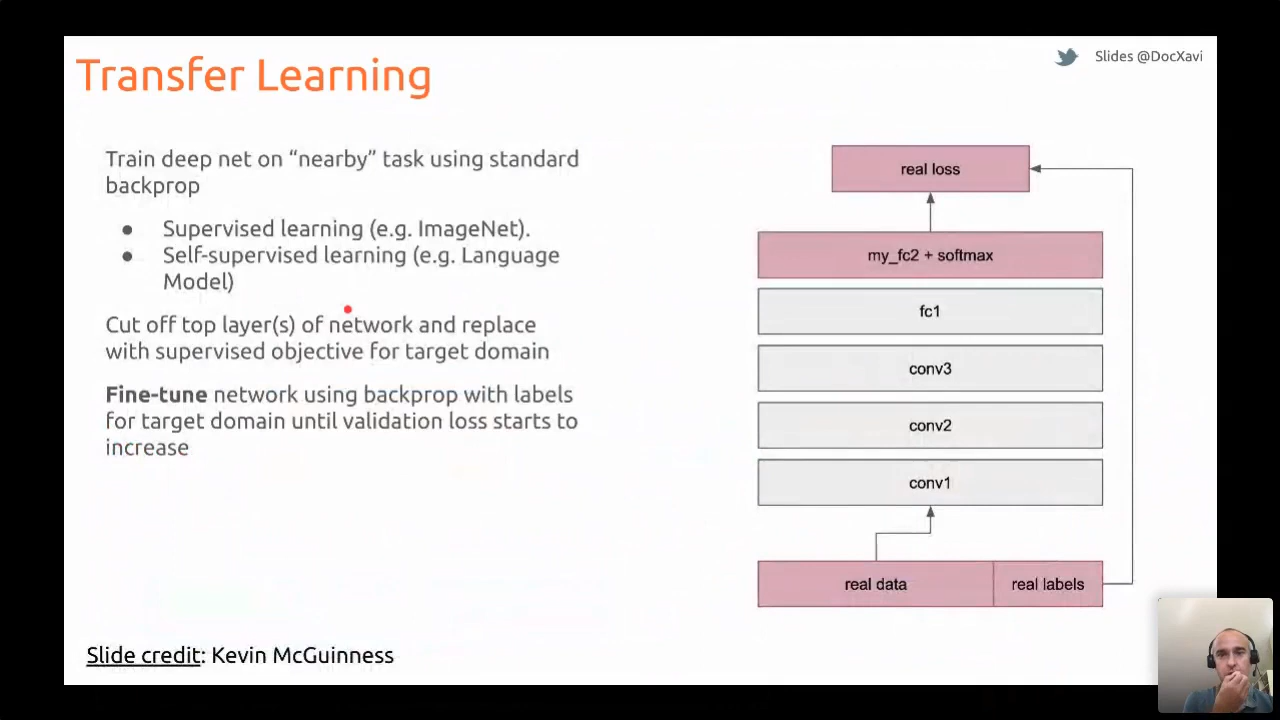 Transfer Learning
Slides @DocXavi
Train deep net on “nearby” task using standard
backprop
● Supervised learning (e.g. ImageNet).
● Self-supervised learning (e.g. Language
Model)
Cut off top layer(s) of network and replace
with supervised objective for target domain
Fine-tune network using backprop with labels
for target domain until validation loss starts to
increase
real loss
my_fc2 + softmax
fc1
conv3
conv2
conv1
real data
real labels
Slide credit: Kevin McGuinness